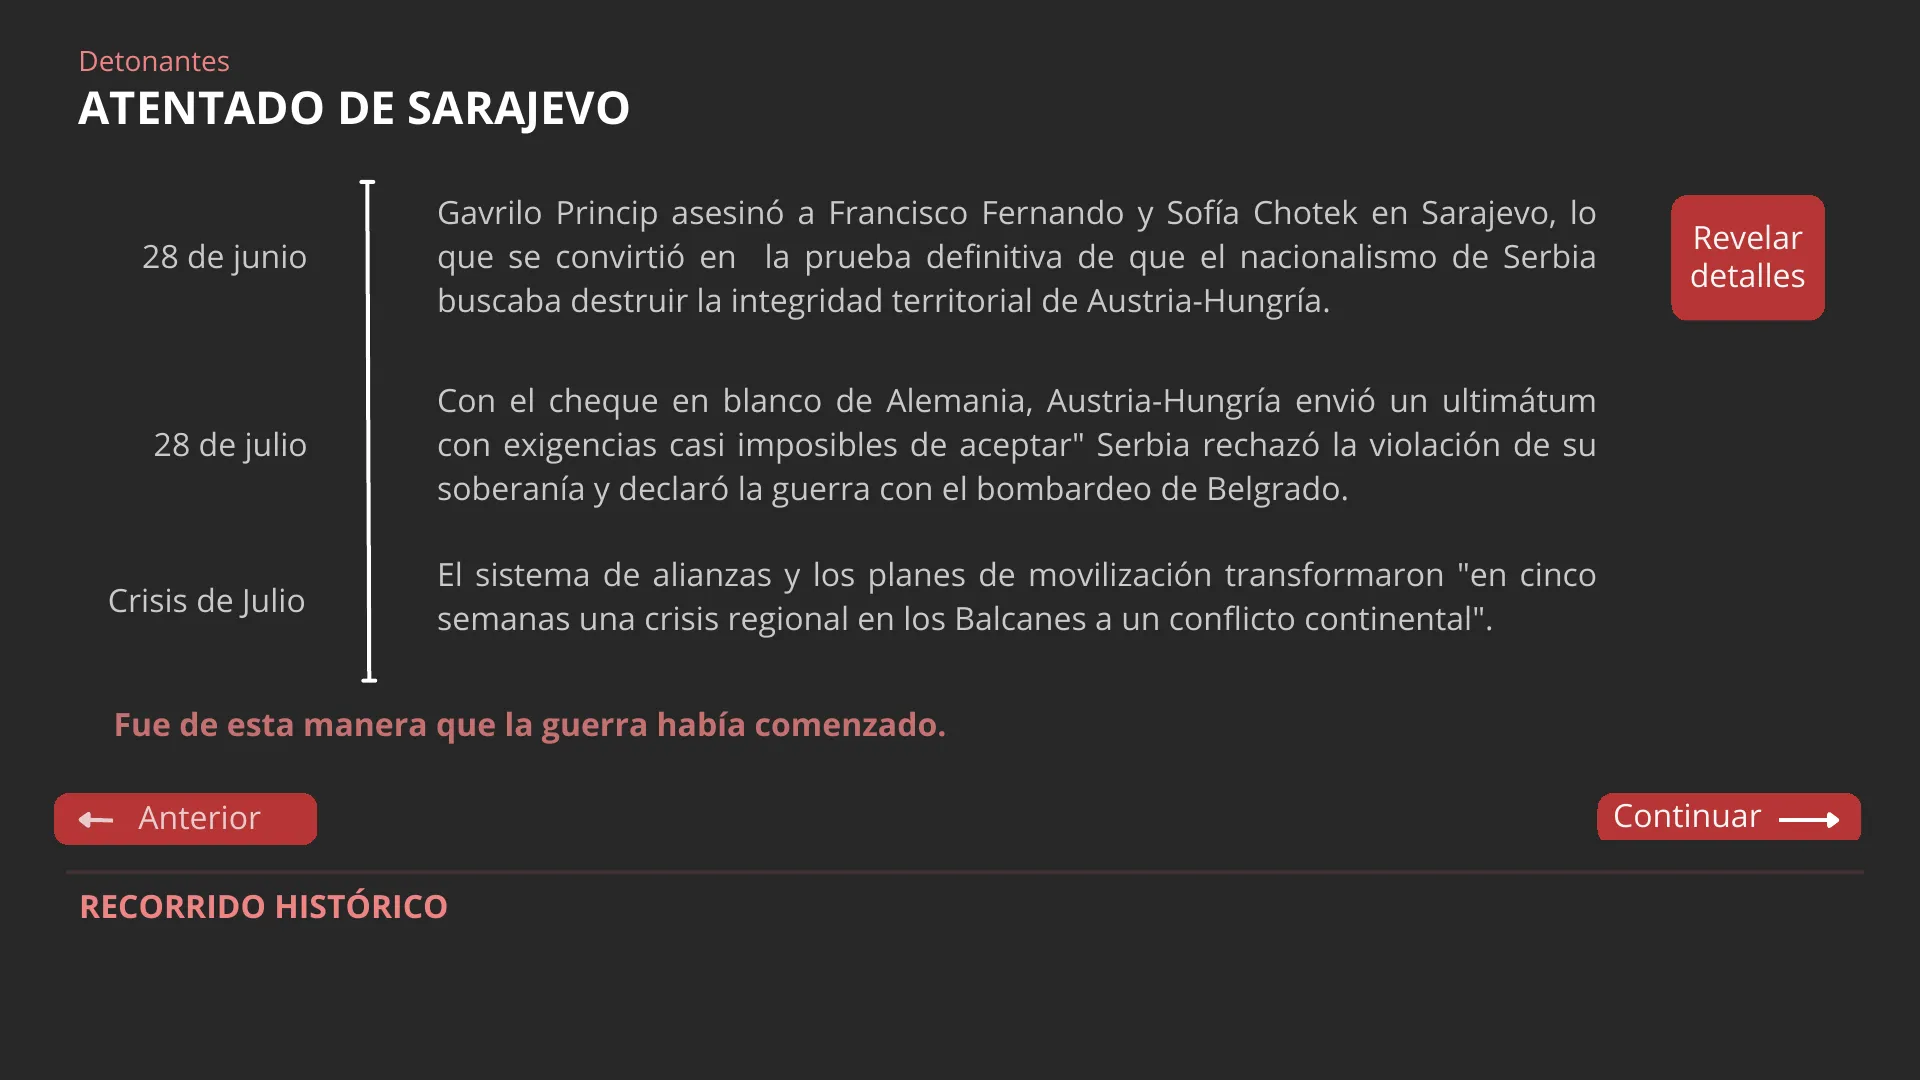 Detonantes
ATENTADO DE SARAJEVO
28 de junio
Gavrilo Princip asesinó a Francisco Fernando y Sofía Chotek en Sarajevo, lo
que se convirtió en  la prueba definitiva de que el nacionalismo de Serbia
buscaba destruir la integridad territorial de Austria-Hungría.
Revelar
detalles
28 de julio
Con el cheque en blanco de Alemania, Austria-Hungría envió un ultimátum
con exigencias casi imposibles de aceptar" Serbia rechazó la violación de su
soberanía y declaró la guerra con el bombardeo de Belgrado.
Crisis de Julio
El sistema de alianzas y los planes de movilización transformaron "en cinco
semanas una crisis regional en los Balcanes a un conflicto continental".
Fue de esta manera que la guerra había comenzado.
Anterior
Continuar
RECORRIDO HISTÓRICO